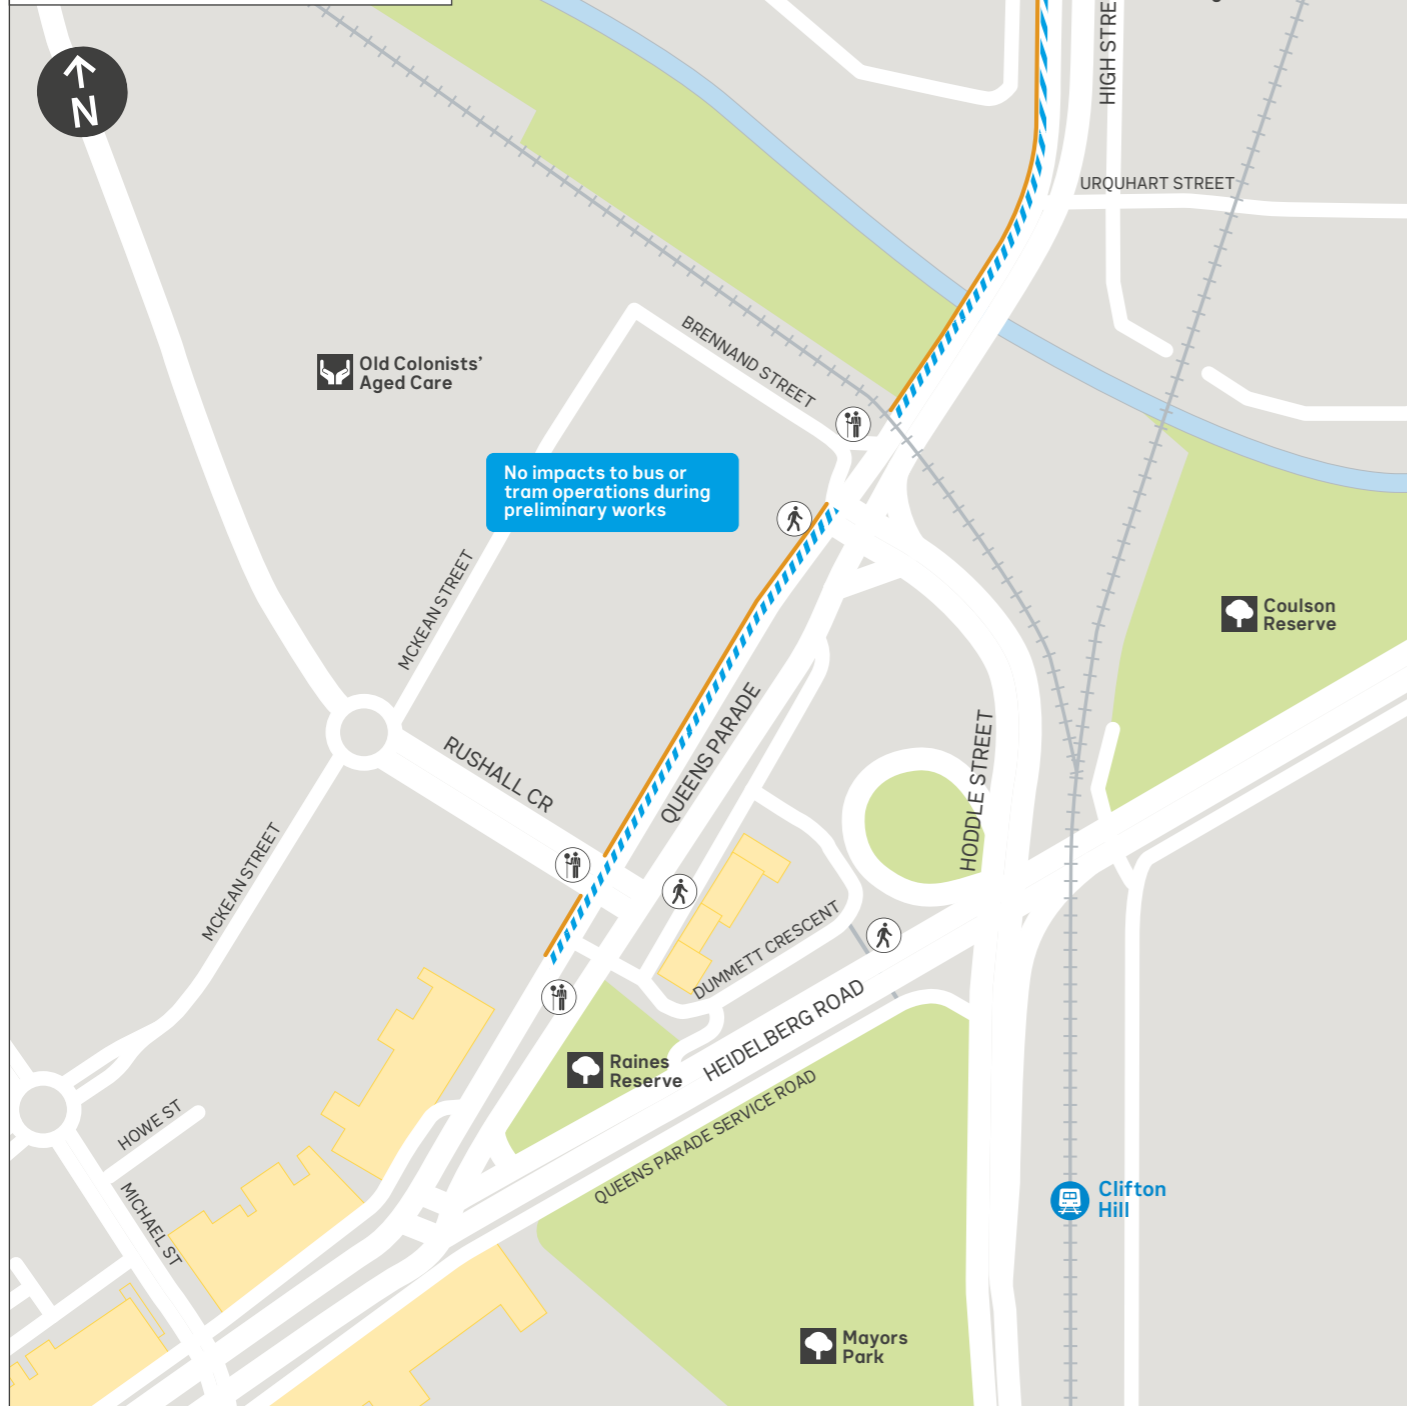 HIGH STRE
N
URQUHART STREET
BRENNAND STREET
Old Colonists’
Aged Care
No impacts to bus or
tram operations during
preliminary works
MCKEAN STREET
Coulson
Reserve
QUEENS PARADE
HODDLE STREET
RUSHALL CR
MCKEAN STREET
DUMMETT CRESCENT
HEIDELBERG ROAD
Raines
Reserve
QUEENS PARADE SERVICE ROAD
HOWE ST
MICHAEL ST
Clifton
Hill
Mayors
Park